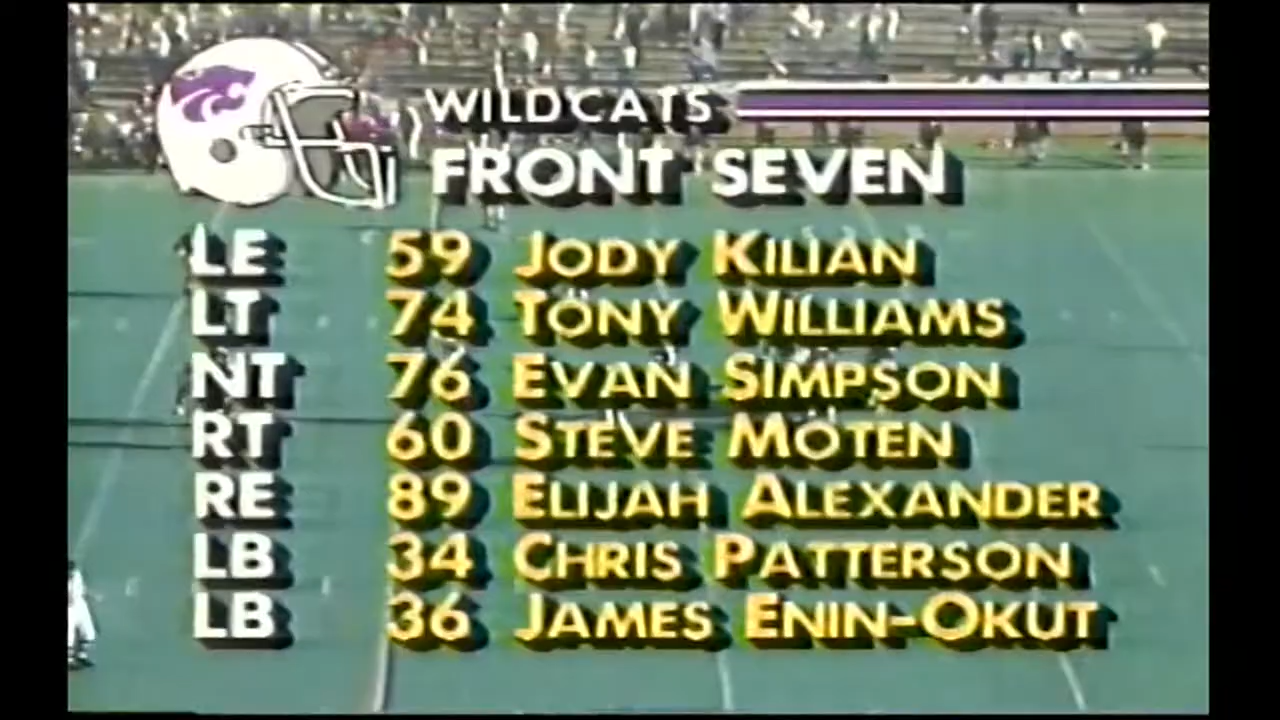 WILDCATS
FRONT SEVEN
LE 59 JODY KILIAN
LT 74 TONY WILLIAMS
NT 76 EVAN SIMPSON
RT 60 STEVE MOTEN
RE 89 ELIJAH ALEXANDER
LB 34 CHRIS PATTERSON
LB 36 JAMES ENIN-OKUT